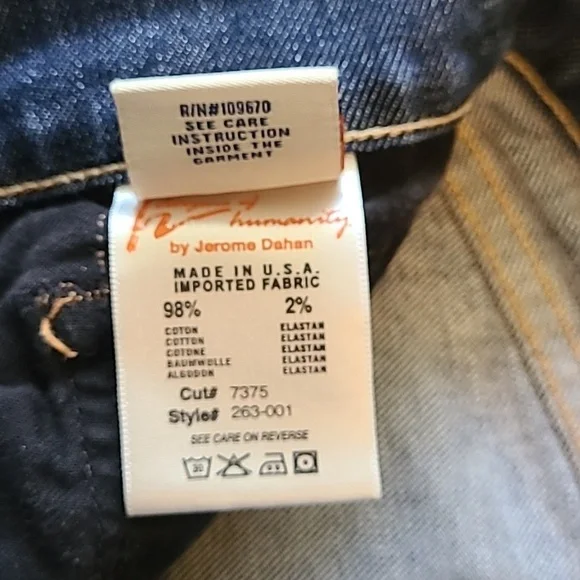 R/N#109670
SEE CARE
INSTRUCTION
INSIDE THE
GARMENT
humanity
by Jerome Dahan
MADE IN U.S.A.
IMPORTED FABRIC
98% 2%
COTON ELASTAN
COTTON ELASTAN
COTONE ELASTAN
BAUMWOLLE ELASTAN
ALGODON ELASTAN
Cut# 7375
Style# 263-001
SEE CARE ON REVERSE
30